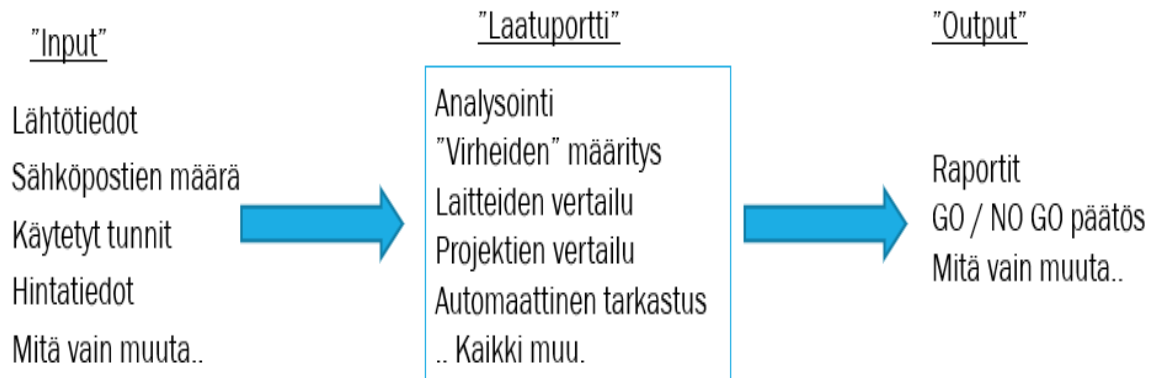 "Input"
Lähtötiedot
Sähköpostien määrä
Käytetyt tunnit
Hintatiedot
Mitä vain muuta..
"Laatuportti"
Analysointi
"Virheiden" määritys
Laitteiden vertailu
Projektien vertailu
Automaattinen tarkastus
.. Kaikki muu.
"Output"
Raportit
GO / NO GO päätös
Mitä vain muuta..